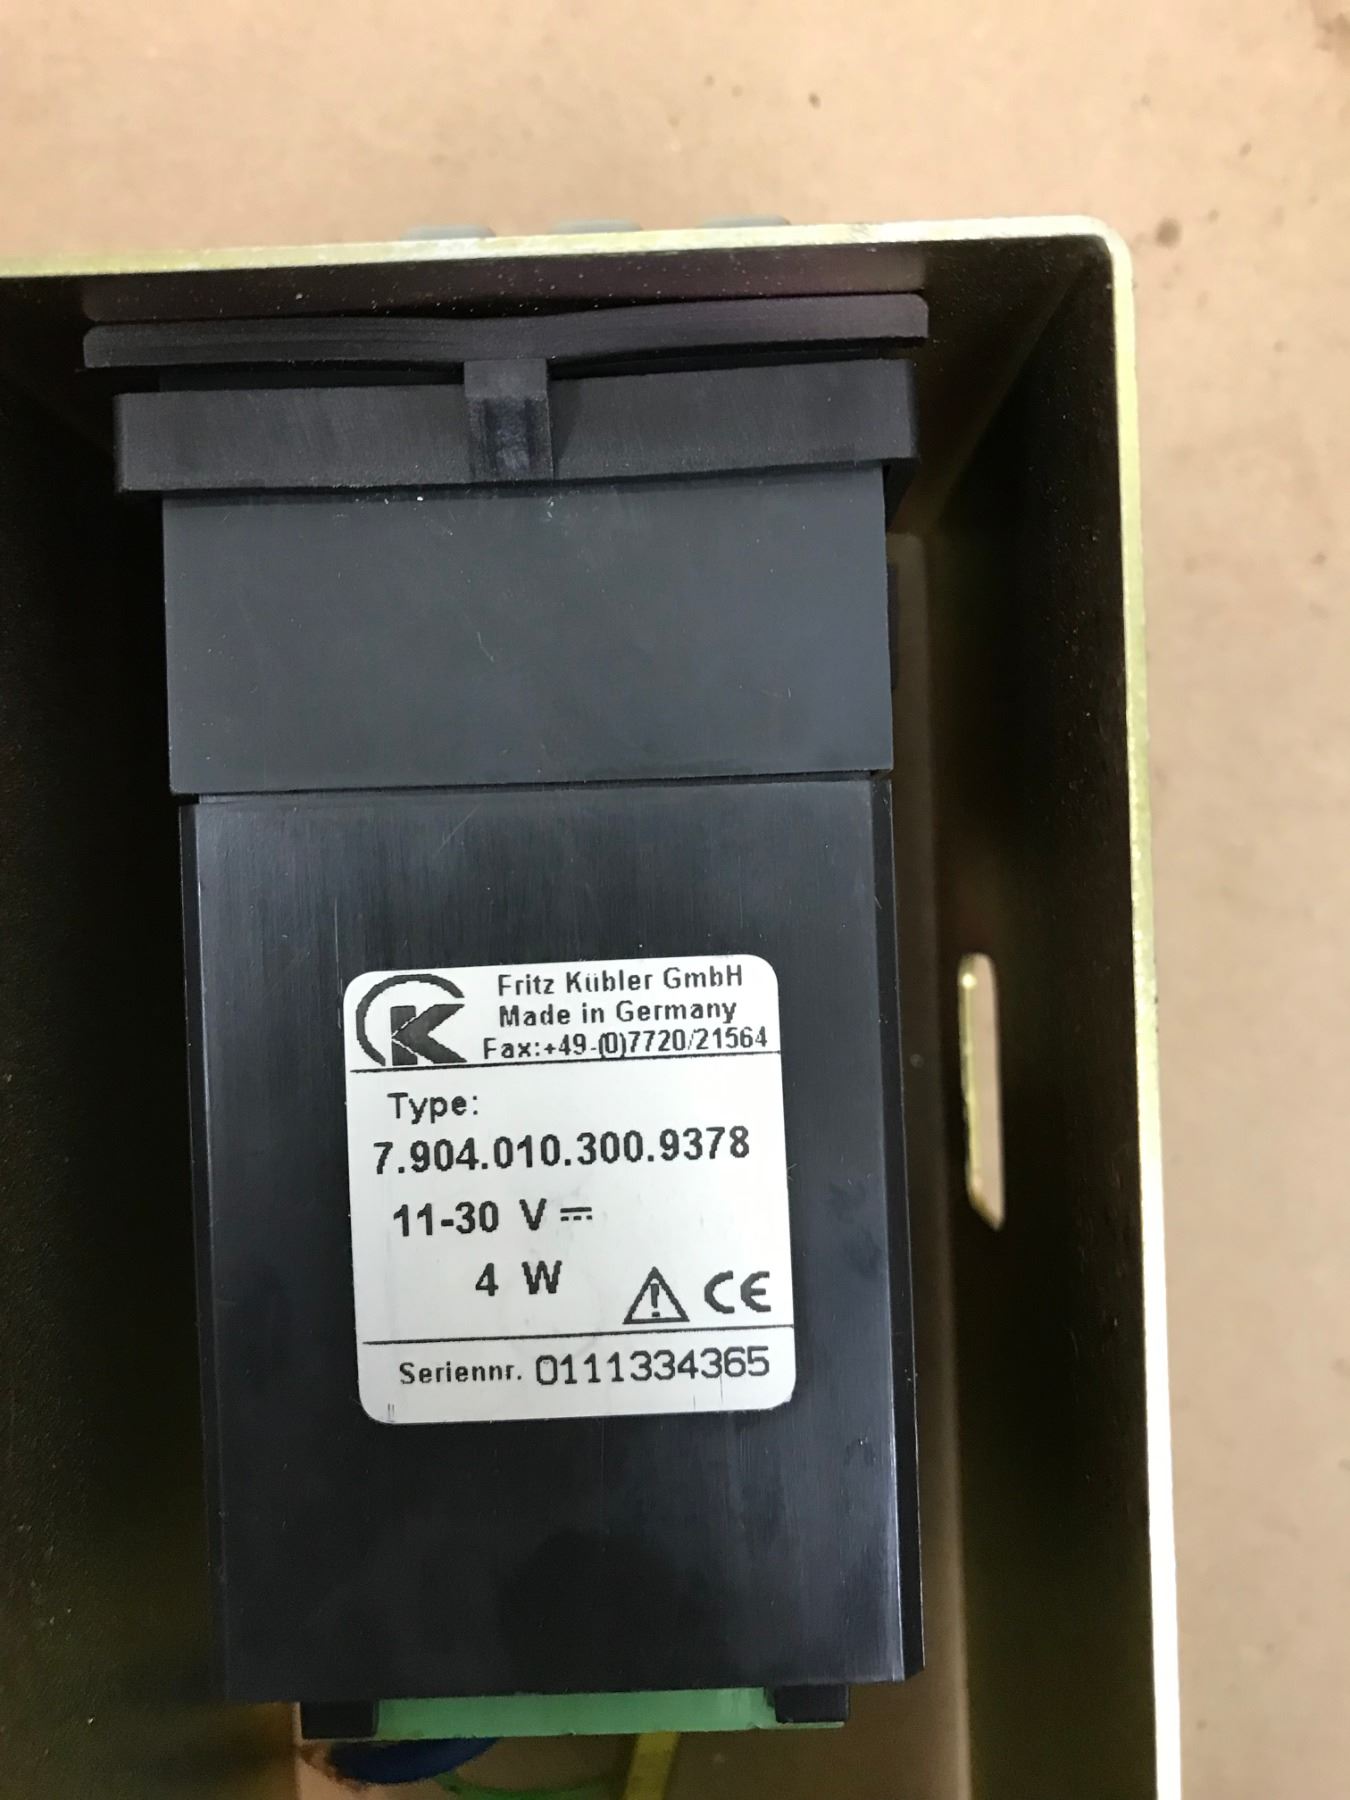 K
Fritz Kübler GmbH
Made in Germany
Fax:+49-(0)7720/21564
Type:
7.904.010.300.9378
11-30 V ⎓
4 W
CE
Seriennr. 0111334365